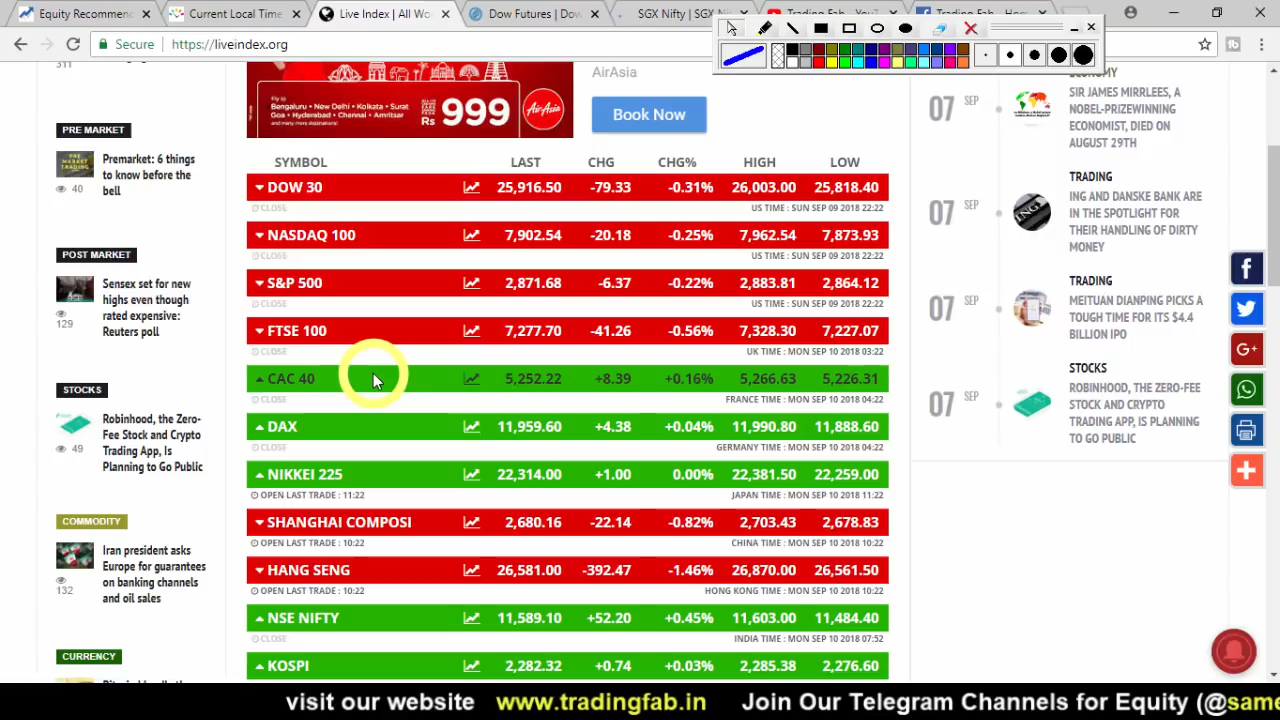 Equity Recommend
Current Local Time
Live Index | All Wo
Dow Futures | Dow
SGX Nifty | SGX N
Secure
https://liveindex.org
311
PRE MARKET
Premarket: 6 things
to know before the
bell
40
POST MARKET
Sensex set for new
highs even though
rated expensive:
Reuters poll
129
STOCKS
Robinhood, the Zero-
Fee Stock and Crypto
Trading App, Is
Planning to Go Public
49
COMMODITY
Iran president asks
Europe for guarantees
on banking channels
and oil sales
132
CURRENCY
Fly to
Bengaluru • New Delhi • Kolkata • Surat
Goa • Hyderabad • Chennai • Amritsar
and many more destinations!
Rs 999
AirAsia
AirAsia
Book Now
SYMBOL LAST CHG CHG% HIGH LOW
DOW 30 25,916.50 -79.33 -0.31% 26,003.00 25,818.40
CLOSE US TIME : SUN SEP 09 2018 22:22
NASDAQ 100 7,902.54 -20.18 -0.25% 7,962.54 7,873.93
CLOSE US TIME : SUN SEP 09 2018 22:22
S&P 500 2,871.68 -6.37 -0.22% 2,883.81 2,864.12
CLOSE US TIME : SUN SEP 09 2018 22:22
FTSE 100 7,277.70 -41.26 -0.56% 7,328.30 7,227.07
CLOSE UK TIME : MON SEP 10 2018 03:22
CAC 40 5,252.22 +8.39 +0.16% 5,266.63 5,226.31
CLOSE FRANCE TIME : MON SEP 10 2018 04:22
DAX 11,959.60 +4.38 +0.04% 11,990.80 11,888.60
CLOSE GERMANY TIME : MON SEP 10 2018 04:22
NIKKEI 225 22,314.00 +1.00 0.00% 22,381.50 22,259.00
OPEN LAST TRADE : 11:22 JAPAN TIME : MON SEP 10 2018 11:22
SHANGHAI COMPOSI 2,680.16 -22.14 -0.82% 2,703.43 2,678.83
OPEN LAST TRADE : 10:22 CHINA TIME : MON SEP 10 2018 10:22
HANG SENG 26,581.00 -392.47 -1.46% 26,870.00 26,561.50
OPEN LAST TRADE : 10:22 HONG KONG TIME : MON SEP 10 2018 10:22
NSE NIFTY 11,589.10 +52.20 +0.45% 11,603.00 11,484.40
CLOSE INDIA TIME : MON SEP 10 2018 07:52
KOSPI 2,282.32 +0.74 +0.03% 2,285.38 2,276.60
ECONOMY
07 SEP
SIR JAMES MIRRLEES, A
NOBEL-PRIZEWINNING
ECONOMIST, DIED ON
AUGUST 29TH
TRADING
07 SEP
ING AND DANSKE BANK ARE
IN THE SPOTLIGHT FOR
THEIR HANDLING OF DIRTY
MONEY
TRADING
07 SEP
MEITUAN DIANPING PICKS A
TOUGH TIME FOR ITS $4.4
BILLION IPO
STOCKS
07 SEP
ROBINHOOD, THE ZERO-FEE
STOCK AND CRYPTO
TRADING APP, IS PLANNING
TO GO PUBLIC
visit our website www.tradingfab.in Join Our Telegram Channels for Equity (@same